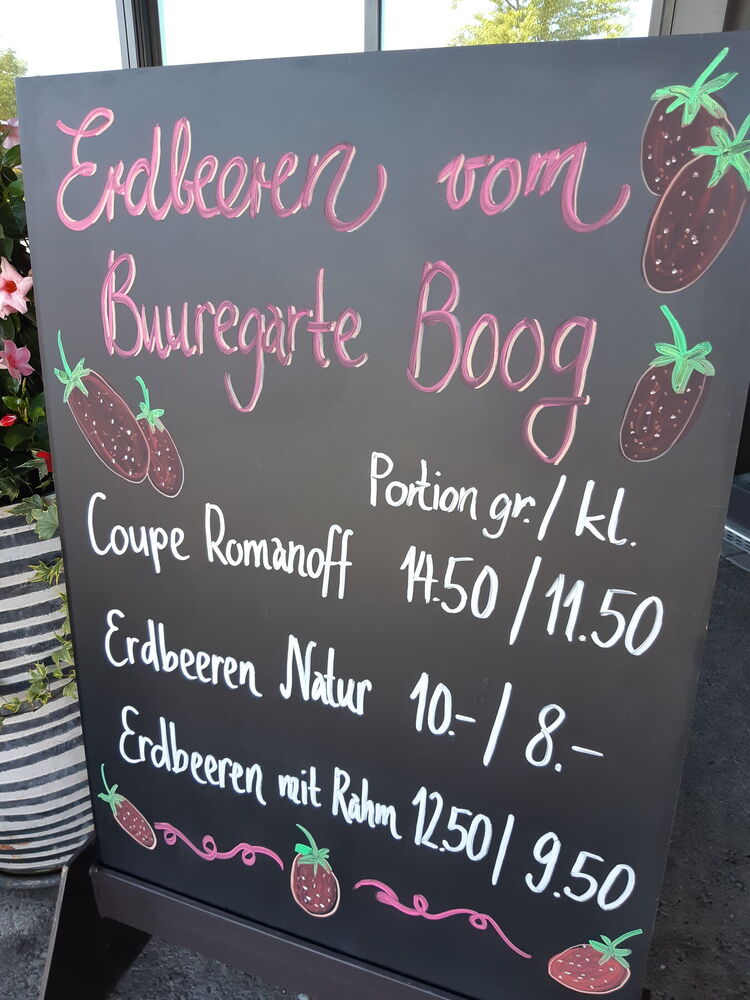 Erdbeeren vom
Buuregarte Boog
Portion gr. / kl.
Coupe Romanoff 14.50 / 11.50
Erdbeeren Natur 10.- / 8.-
Erdbeeren mit Rahm 12.50 / 9.50